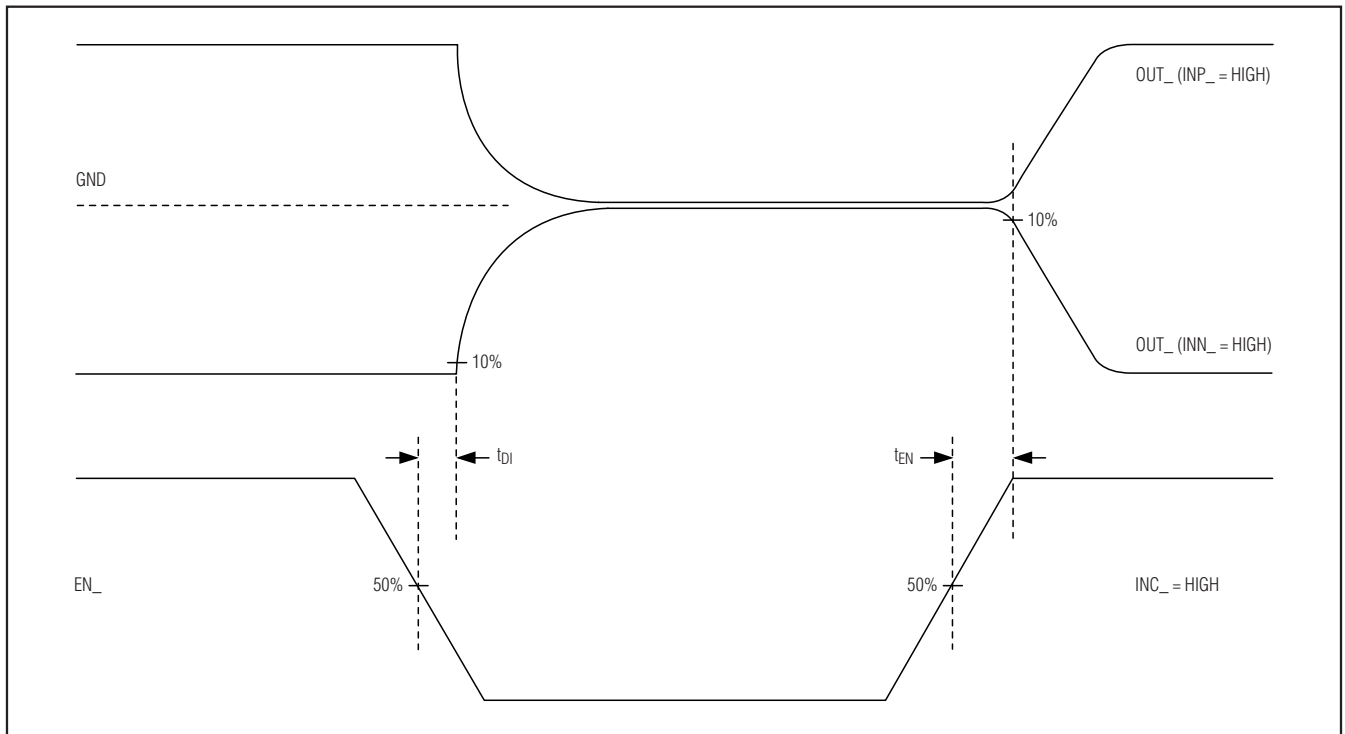 OUT_ (INP_ = HIGH)
GND
10%
OUT_ (INN_ = HIGH)
10%
tDI
tEN
EN_
50%
50%
INC_ = HIGH